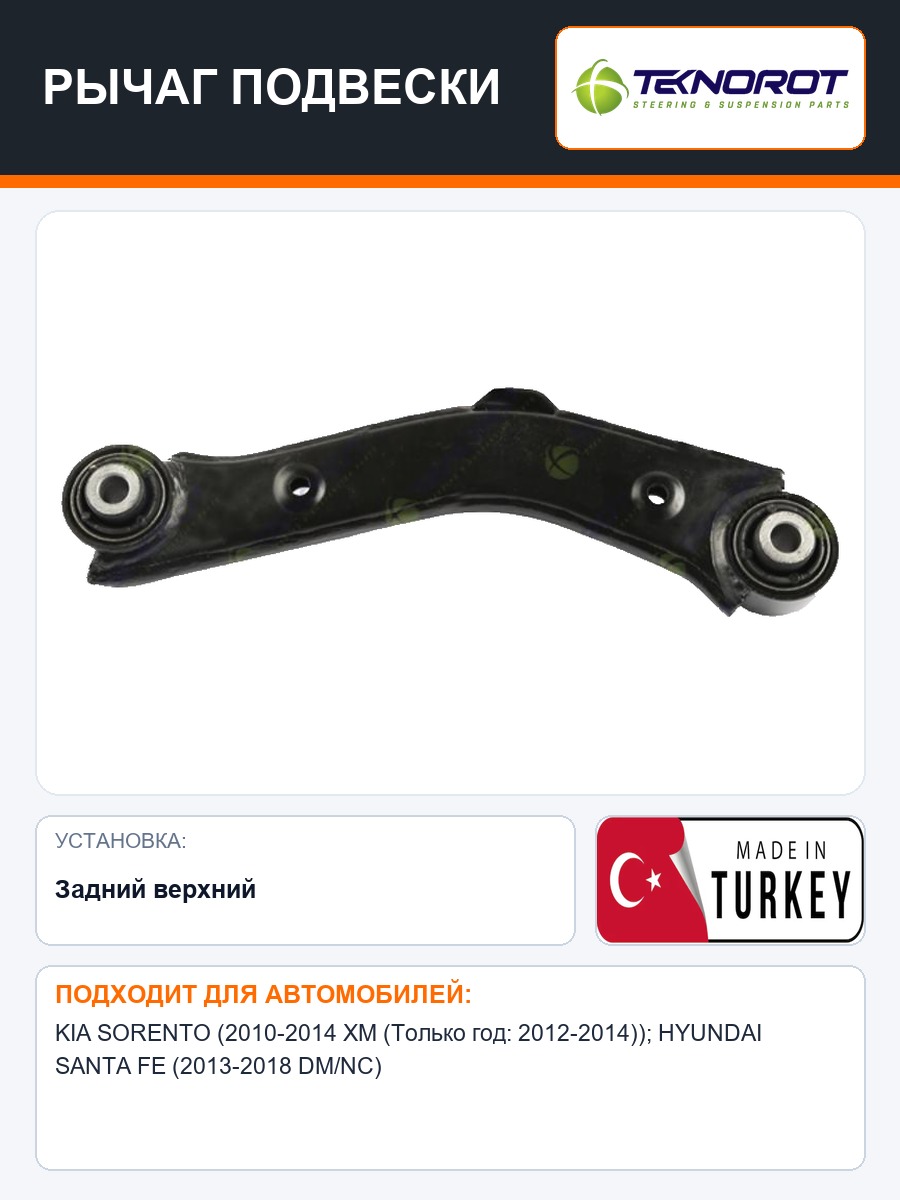 РЫЧАГ ПОДВЕСКИ
TEKNOROT
STEERING & SUSPENSION PARTS
УСТАНОВКА:
Задний верхний
MADE IN
TURKEY
ПОДХОДИТ ДЛЯ АВТОМОБИЛЕЙ:
KIA SORENTO (2010-2014 XM (Только год: 2012-2014)); HYUNDAI
SANTA FE (2013-2018 DM/NC)